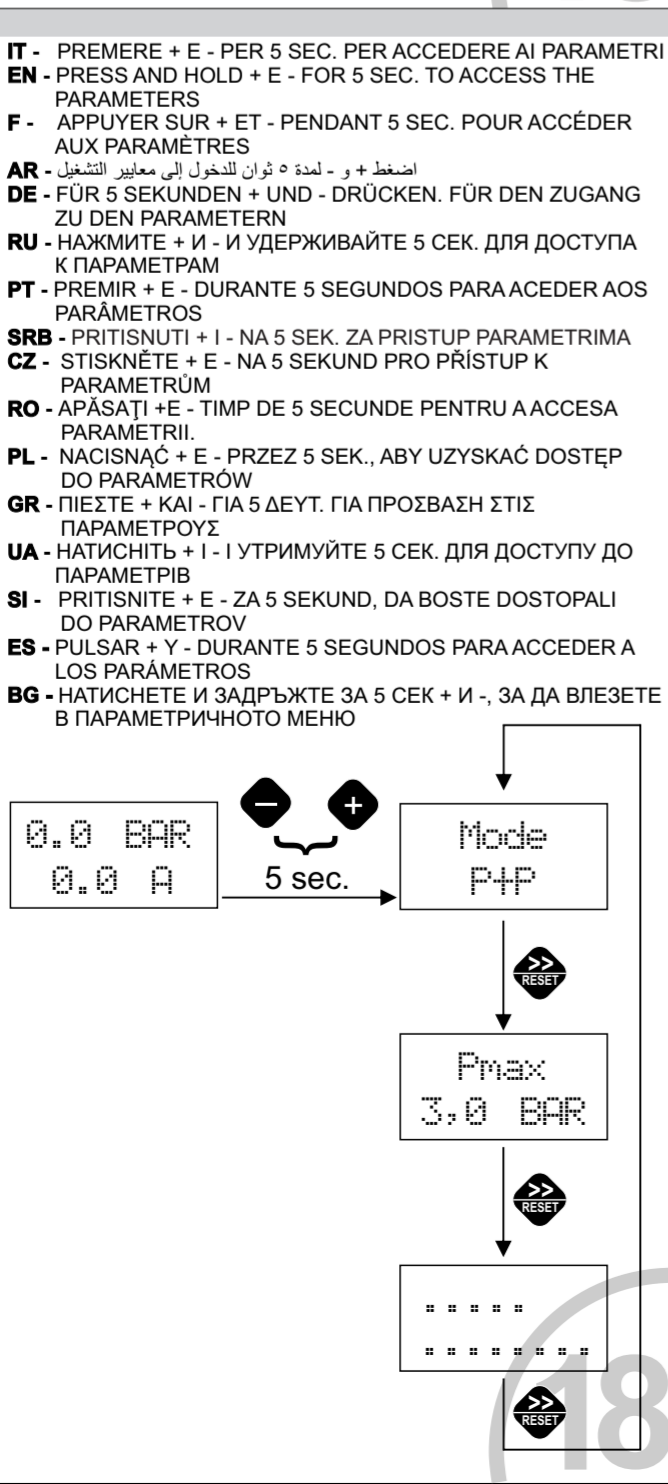 IT - PREMERE + E - PER 5 SEC. PER ACCEDERE AI PARAMETRI
EN - PRESS AND HOLD + E - FOR 5 SEC. TO ACCESS THE
PARAMETERS
F - APPUYER SUR + ET - PENDANT 5 SEC. POUR ACCÉDER
AUX PARAMÈTRES
AR - اضغط + و - لمدة ٥ ثوان للدخول إلى معايير التشغيل
DE - FÜR 5 SEKUNDEN + UND - DRÜCKEN. FÜR DEN ZUGANG
ZU DEN PARAMETERN
RU - НАЖМИТЕ + И - И УДЕРЖИВАЙТЕ 5 СЕК. ДЛЯ ДОСТУПА
К ПАРАМЕТРАМ
PT - PREMIR + E - DURANTE 5 SEGUNDOS PARA ACEDER AOS
PARÂMETROS
SRB - PRITISNUTI + I - NA 5 SEK. ZA PRISTUP PARAMETRIMA
CZ - STISKNĚTE + E - NA 5 SEKUND PRO PŘÍSTUP K
PARAMETRŮM
RO - APĂSAŢI +E - TIMP DE 5 SECUNDE PENTRU A ACCESA
PARAMETRII.
PL - NACISNĄĆ + E - PRZEZ 5 SEK., ABY UZYSKAĆ DOSTĘP
DO PARAMETRÓW
GR - ΠΙΕΣΤΕ + ΚΑΙ - ΓΙΑ 5 ΔΕΥΤ. ΓΙΑ ΠΡΟΣΒΑΣΗ ΣΤΙΣ
ΠΑΡΑΜΕΤΡΟΥΣ
UA - НАТИСНІТЬ + І - І УТРИМУЙТЕ 5 СЕК. ДЛЯ ДОСТУПУ ДО
ПАРАМЕТРІВ
SI - PRITISNITE + E - ZA 5 SEKUND, DA BOSTE DOSTOPALI
DO PARAMETROV
ES - PULSAR + Y - DURANTE 5 SEGUNDOS PARA ACCEDER A
LOS PARÁMETROS
BG - НАТИСНЕТЕ И ЗАДРЪЖТЕ ЗА 5 СЕК + И -, ЗА ДА ВЛЕЗЕТЕ
В ПАРАМЕТРИЧНОТО МЕНЮ
0.0 BAR
0.0 A
- +
5 sec.
Mode
P+P
>>
RESET
Pmax
3,0 BAR
>>
RESET
.....
........
>>
RESET
18